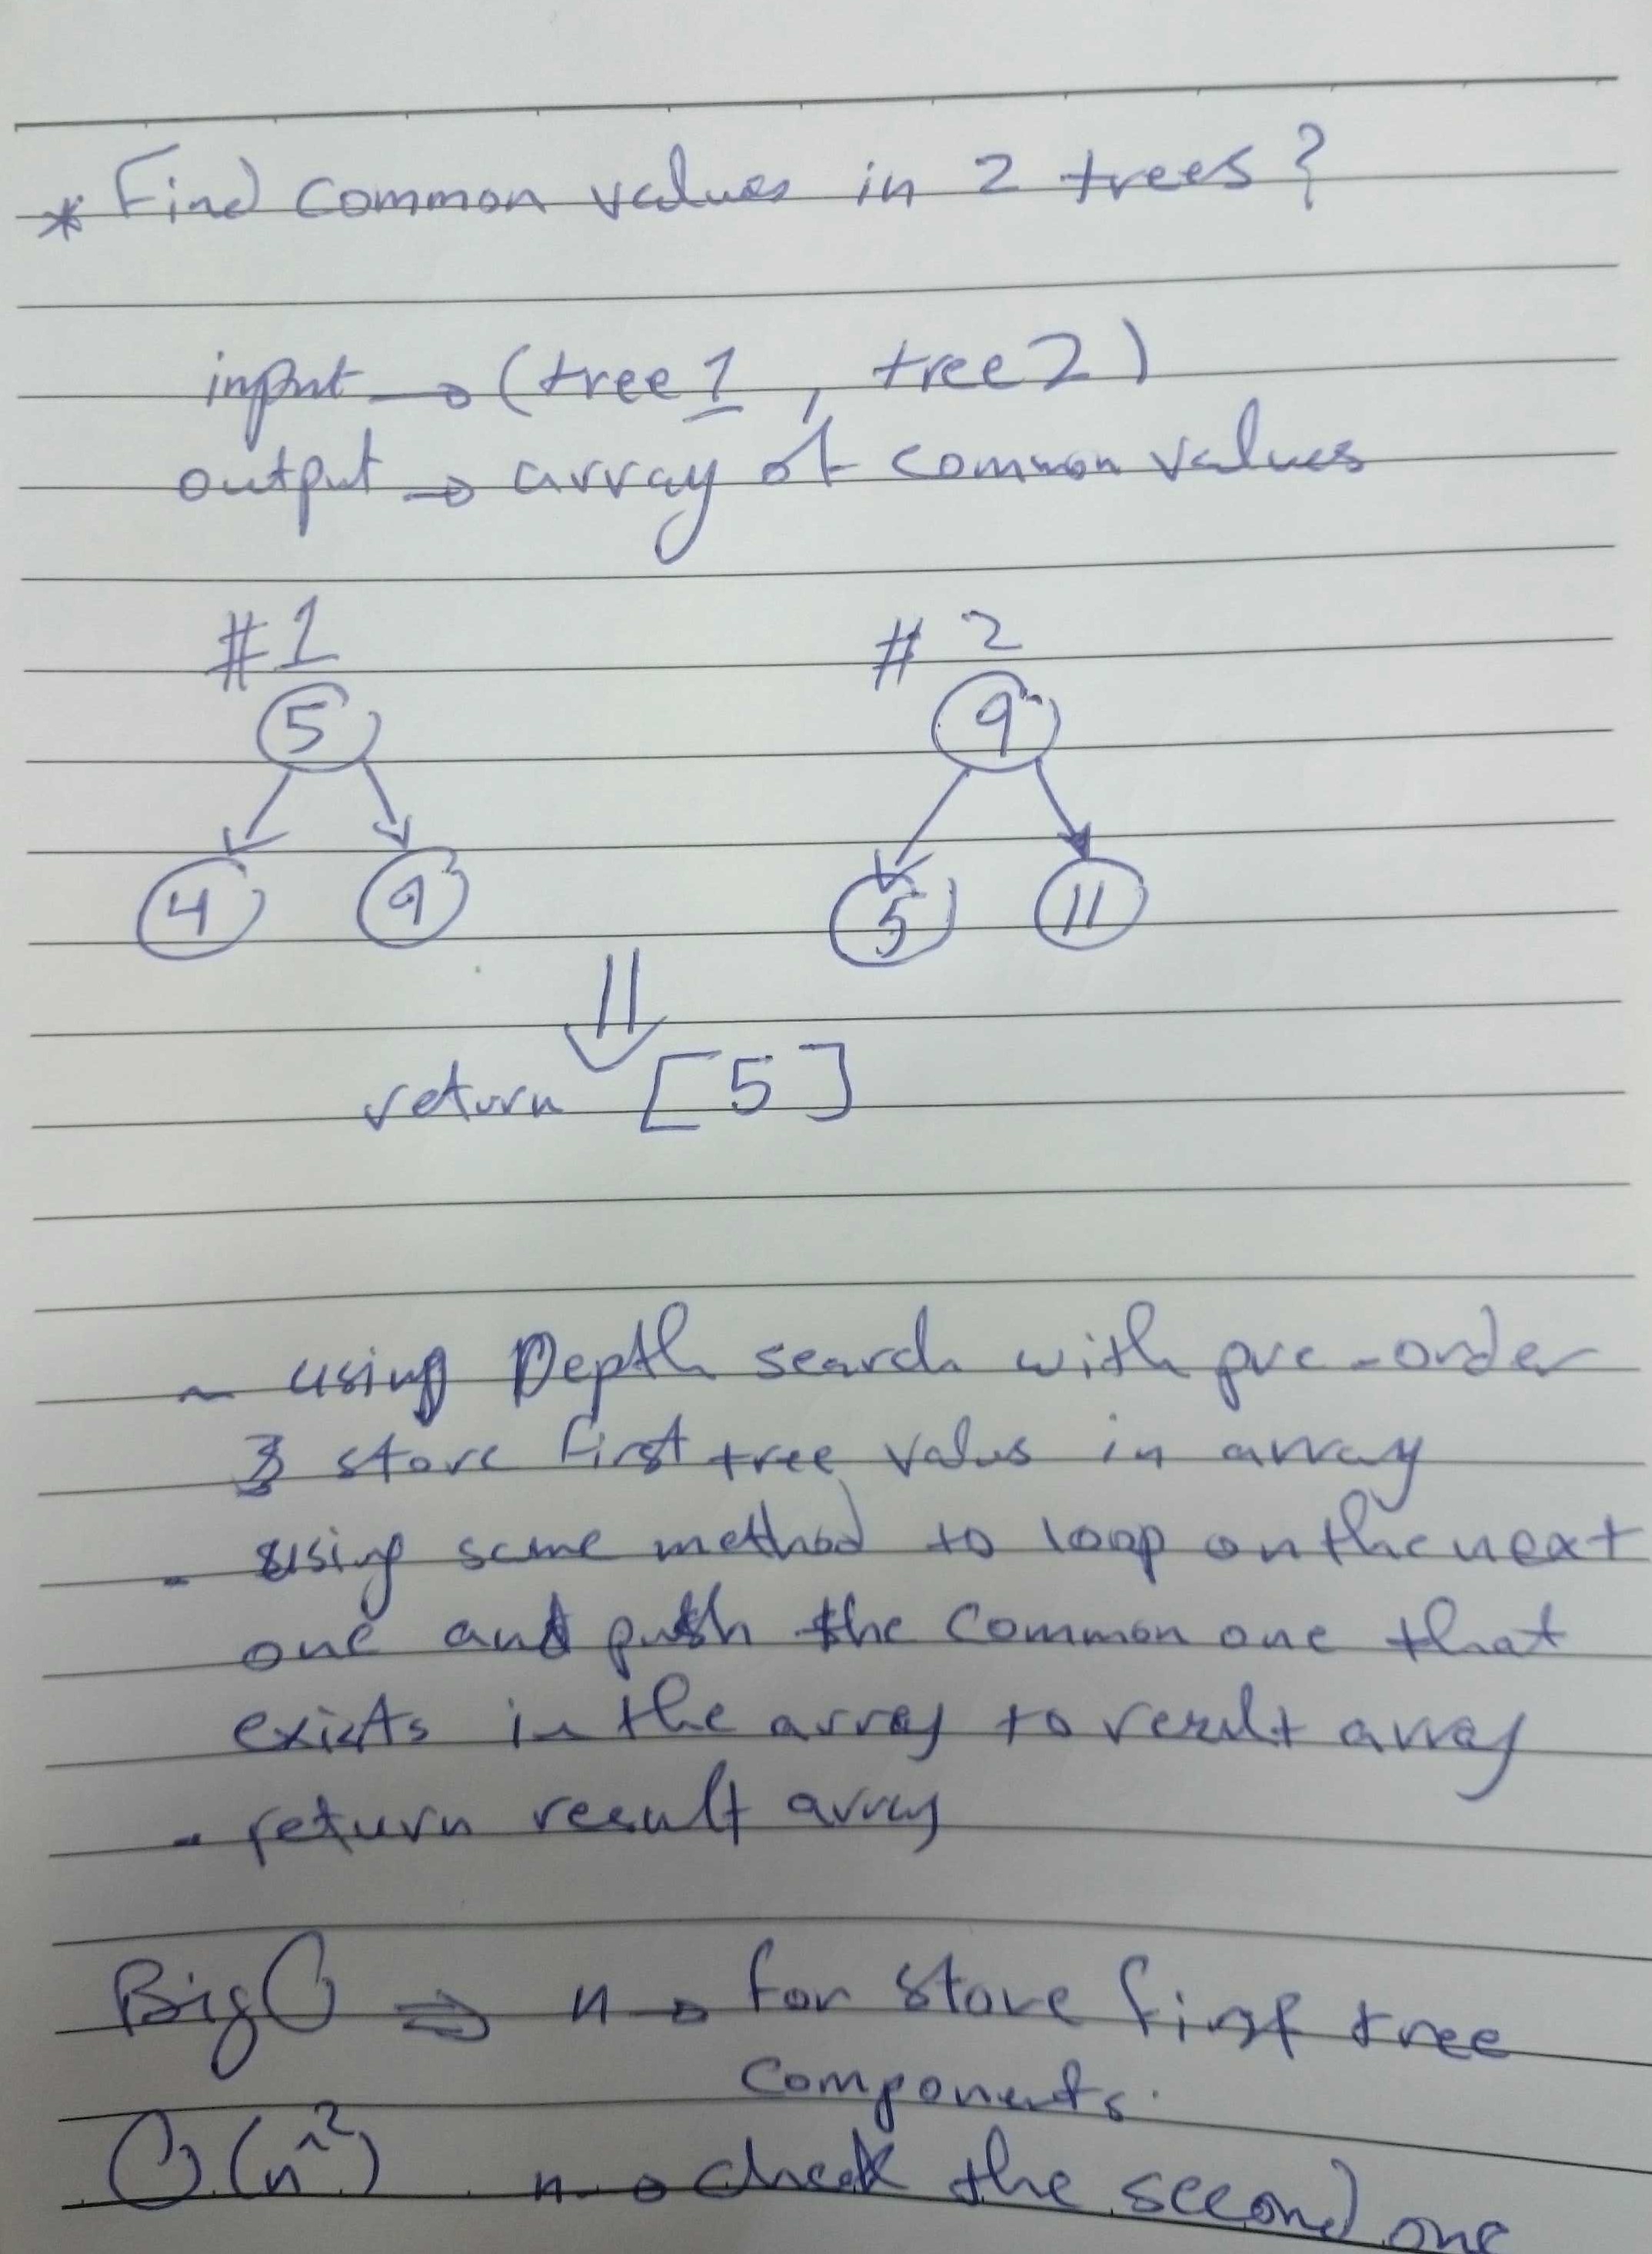 * Find common values in 2 trees?
input → (tree 1, tree 2)
output → array of common values
#1 #2
5 9
4 9 5 11
return [5]
- using Depth search with pre-order
store first tree values in array
- using same method to loop on the next
one and push the common one that
exists in the array to result array
- return result array
Big O ⇒ n → for store first tree
components.
O(n^2) n → check the second one